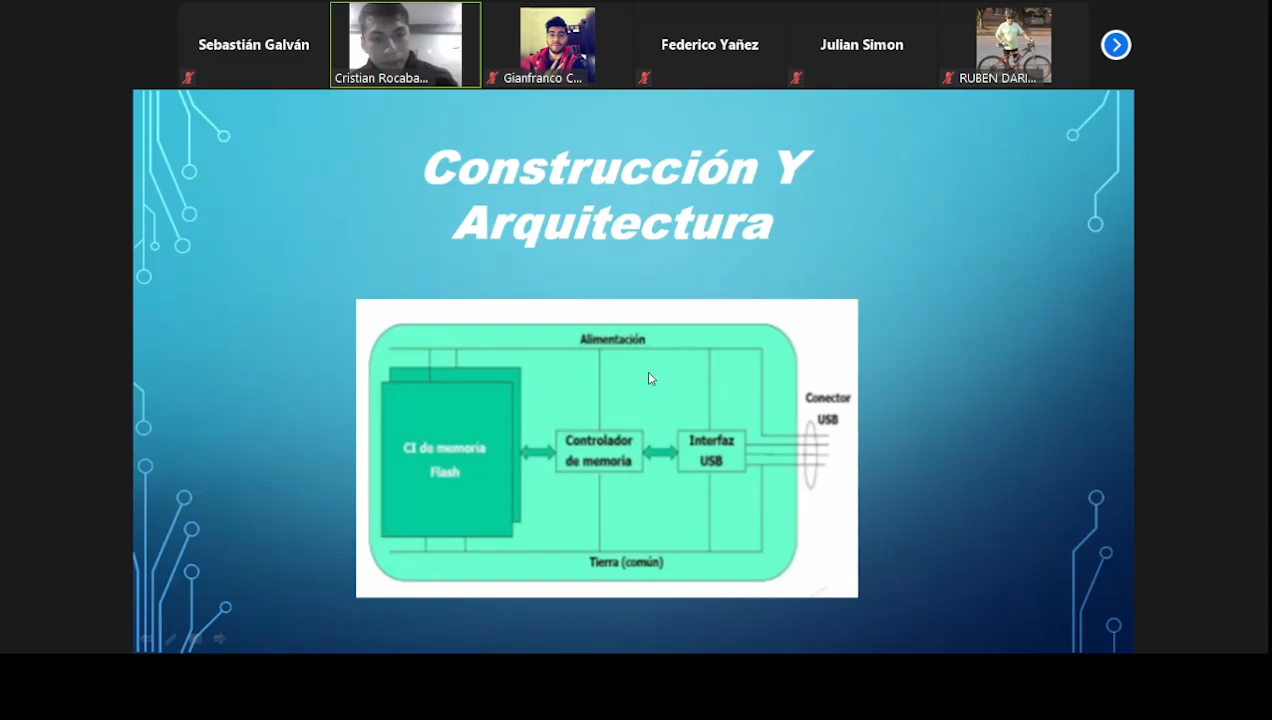 Sebastián Galván
Cristian Rocaba...
Gianfranco C...
Federico Yañez
Julian Simon
RUBEN DARI...
Construcción Y
Arquitectura
Alimentación
CI de memoria
Flash
Controlador
de memoria
Interfaz
USB
Conector
USB
Tierra (común)